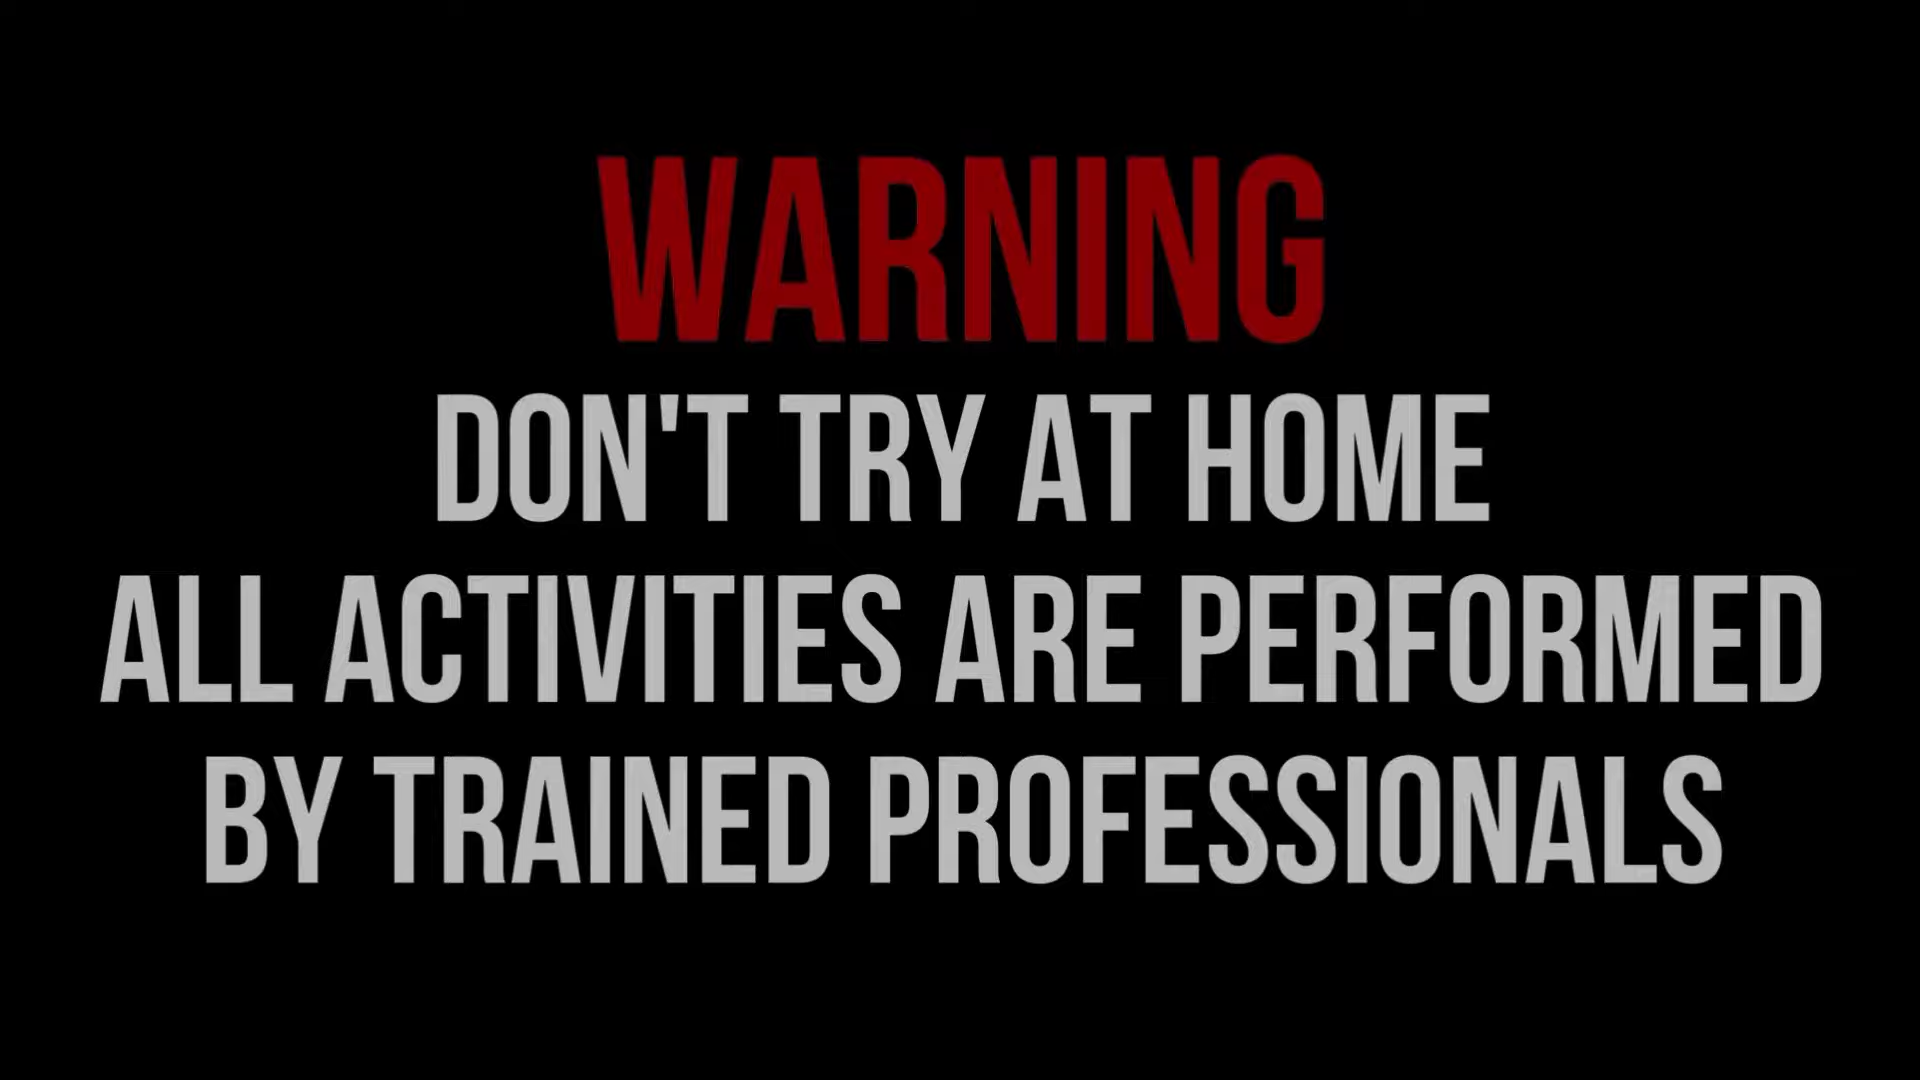 WARNING
DON'T TRY AT HOME
ALL ACTIVITIES ARE PERFORMED
BY TRAINED PROFESSIONALS